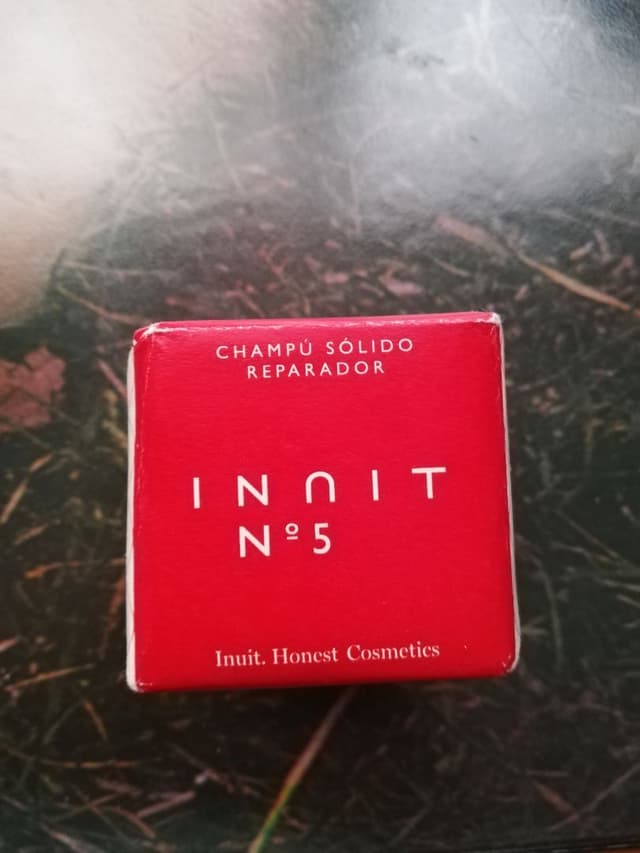 CHAMPÚ SÓLIDO
REPARADOR
INUIT
Nº5
Inuit. Honest Cosmetics